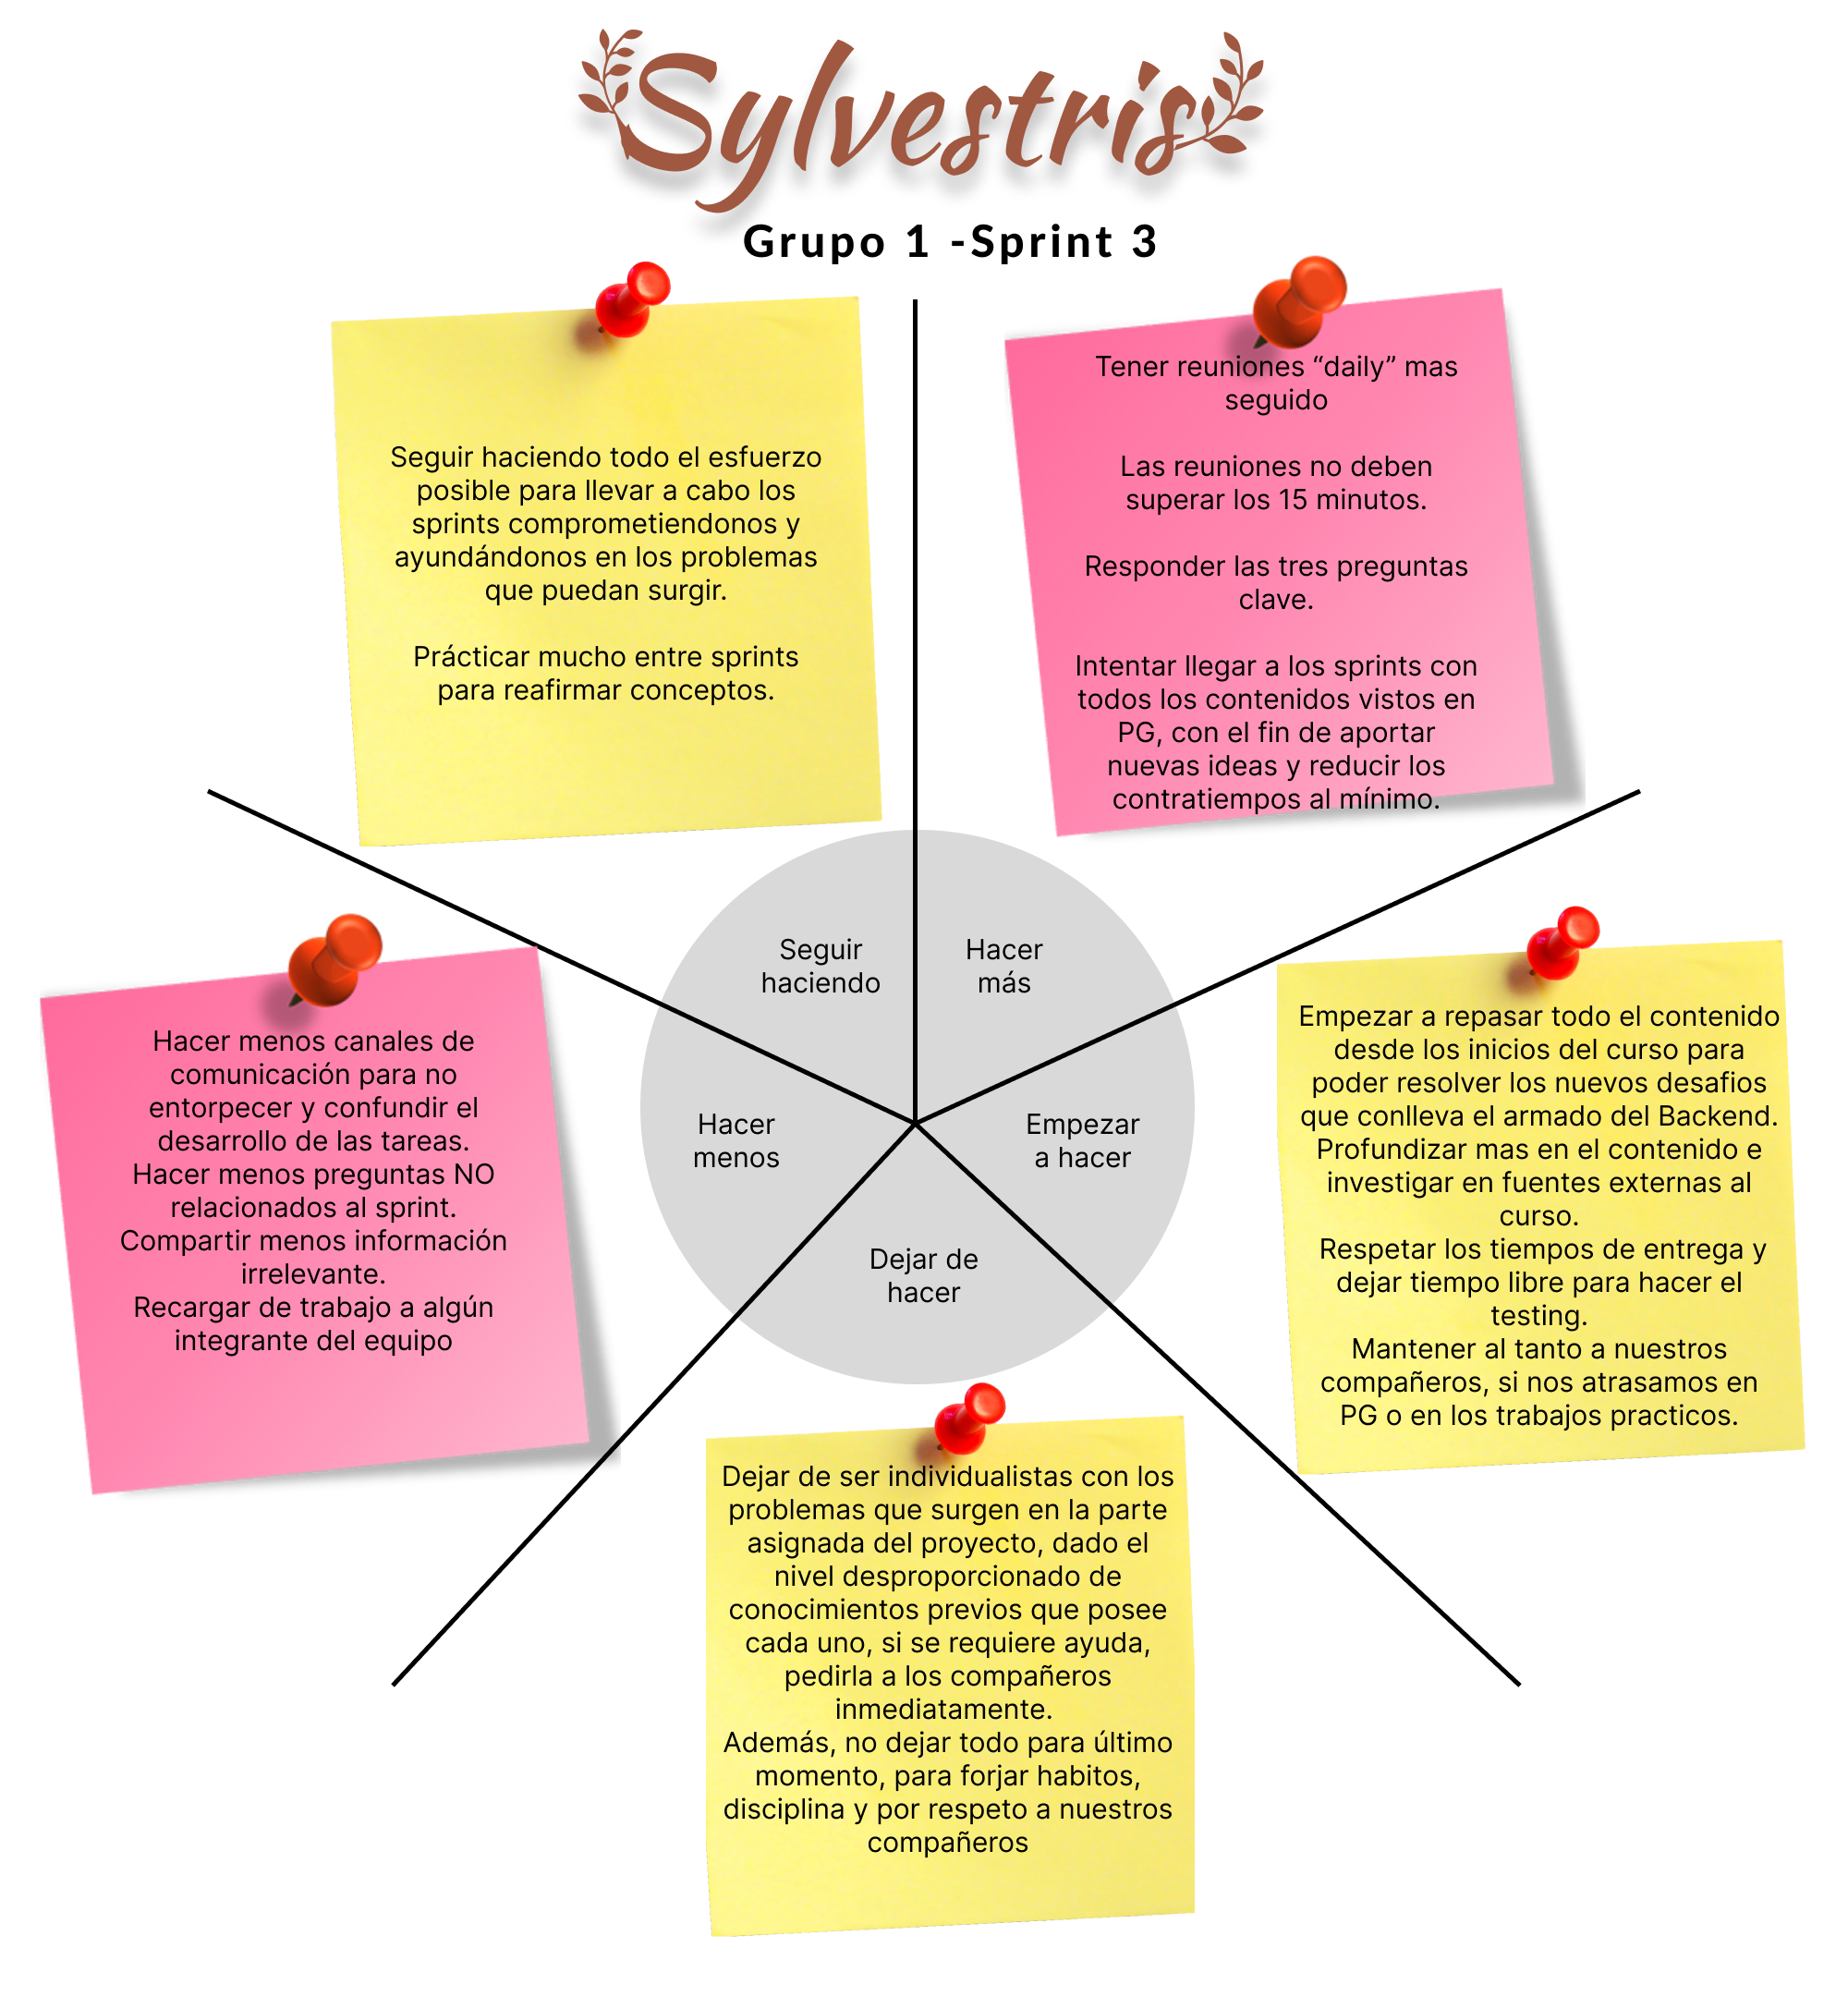 Sylvestris
Grupo 1 -Sprint 3
Seguir haciendo todo el esfuerzo
posible para llevar a cabo los
sprints comprometiendonos y
ayundándonos en los problemas
que puedan surgir.
Prácticar mucho entre sprints
para reafirmar conceptos.
Tener reuniones “daily” mas
seguido
Las reuniones no deben
superar los 15 minutos.
Responder las tres preguntas
clave.
Intentar llegar a los sprints con
todos los contenidos vistos en
PG, con el fin de aportar
nuevas ideas y reducir los
contratiempos al mínimo.
Seguir
haciendo
Hacer
más
Hacer
menos
Empezar
a hacer
Dejar de
hacer
Hacer menos canales de
comunicación para no
entorpecer y confundir el
desarrollo de las tareas.
Hacer menos preguntas NO
relacionados al sprint.
Compartir menos información
irrelevante.
Recargar de trabajo a algún
integrante del equipo
Empezar a repasar todo el contenido
desde los inicios del curso para
poder resolver los nuevos desafios
que conlleva el armado del Backend.
Profundizar mas en el contenido e
investigar en fuentes externas al
curso.
Respetar los tiempos de entrega y
dejar tiempo libre para hacer el
testing.
Mantener al tanto a nuestros
compañeros, si nos atrasamos en
PG o en los trabajos practicos.
Dejar de ser individualistas con los
problemas que surgen en la parte
asignada del proyecto, dado el
nivel desproporcionado de
conocimientos previos que posee
cada uno, si se requiere ayuda,
pedirla a los compañeros
inmediatamente.
Además, no dejar todo para último
momento, para forjar habitos,
disciplina y por respeto a nuestros
compañeros